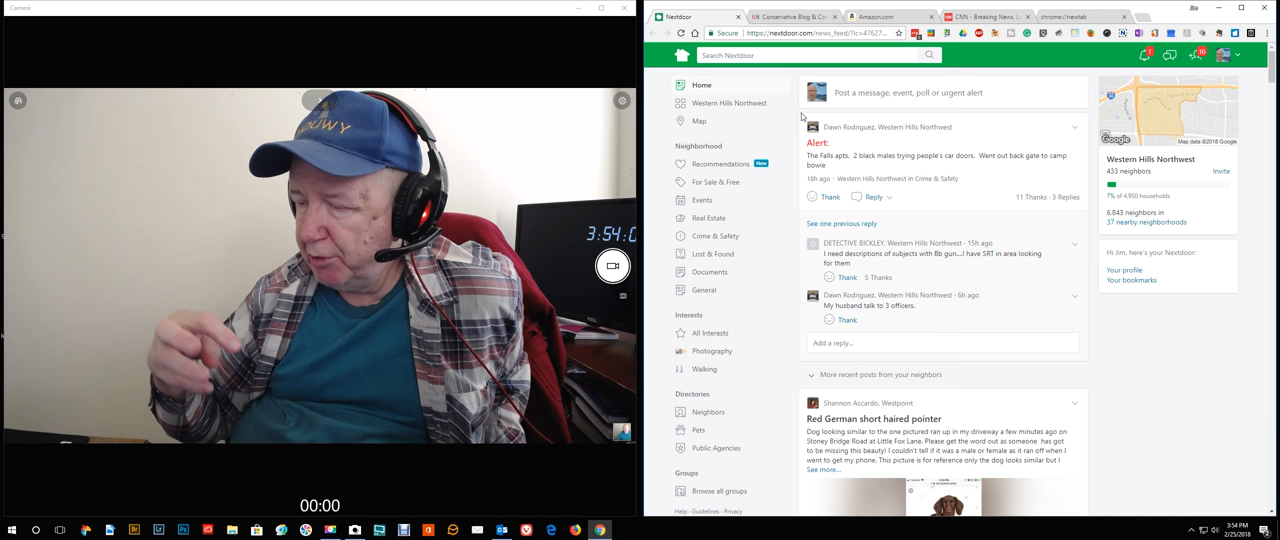 Camera
OUWY
3:54:0
TCL
00:00
Nextdoor
Conservative Blog & Co
Amazon.com
CNN - Breaking News, L
chrome://newtab
Secure
https://nextdoor.com/news_feed/?lc=47627...
Search Nextdoor
1
10
Home
Western Hills Northwest
Map
Neighborhood
Recommendations New
For Sale & Free
Events
Real Estate
Crime & Safety
Lost & Found
Documents
General
Interests
All Interests
Photography
Walking
Directories
Neighbors
Pets
Public Agencies
Groups
Browse all groups
Help · Guidelines · Privacy
Post a message, event, poll or urgent alert
Dawn Rodriguez, Western Hills Northwest
Alert:
The Falls apts. 2 black males trying people's car doors. Went out back gate to camp
bowie
18h ago · Western Hills Northwest in Crime & Safety
Thank Reply 11 Thanks · 3 Replies
See one previous reply
D DETECTIVE BICKLEY, Western Hills Northwest · 15h ago
I need descriptions of subjects with Bb gun....I have SRT in area looking
for them
Thank 5 Thanks
Dawn Rodriguez, Western Hills Northwest · 6h ago
My husband talk to 3 officers.
Thank
Add a reply...
More recent posts from your neighbors
Shannon Accardo, Westpoint
Red German short haired pointer
Dog looking similar to the one pictured ran up in my driveway a few minutes ago on
Stoney Bridge Road at Little Fox Lane. Please get the word out as someone has got
to be missing this beauty! I couldn't tell if it was a male or female as it ran off when I
went to get my phone. This picture is for reference only the dog looks similar but I
See more...
Google
Map data ©2018 Google
Western Hills Northwest
433 neighbors Invite
7% of 4,950 households
6,843 neighbors in
37 nearby neighborhoods
Hi Jim, here's your Nextdoor:
Your profile
Your bookmarks
Br
Lr
Ps
3:54 PM
2/25/2018